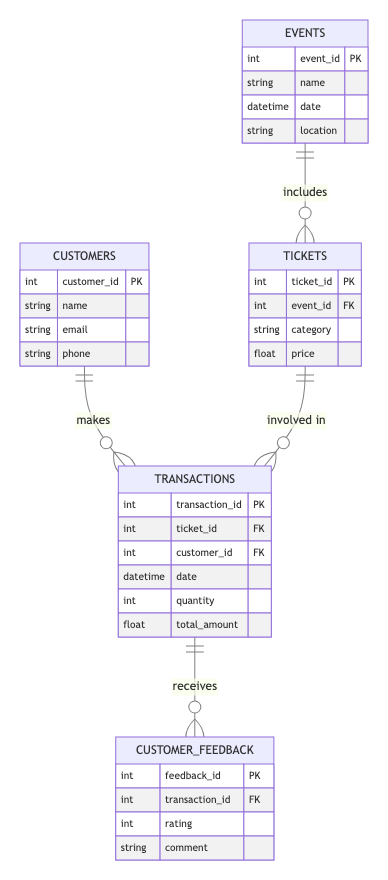 EVENTS
int event_id PK
string name
datetime date
string location
includes
CUSTOMERS
int customer_id PK
string name
string email
string phone
TICKETS
int ticket_id PK
int event_id FK
string category
float price
makes
involved in
TRANSACTIONS
int transaction_id PK
int ticket_id FK
int customer_id FK
datetime date
int quantity
float total_amount
receives
CUSTOMER_FEEDBACK
int feedback_id PK
int transaction_id FK
int rating
string comment